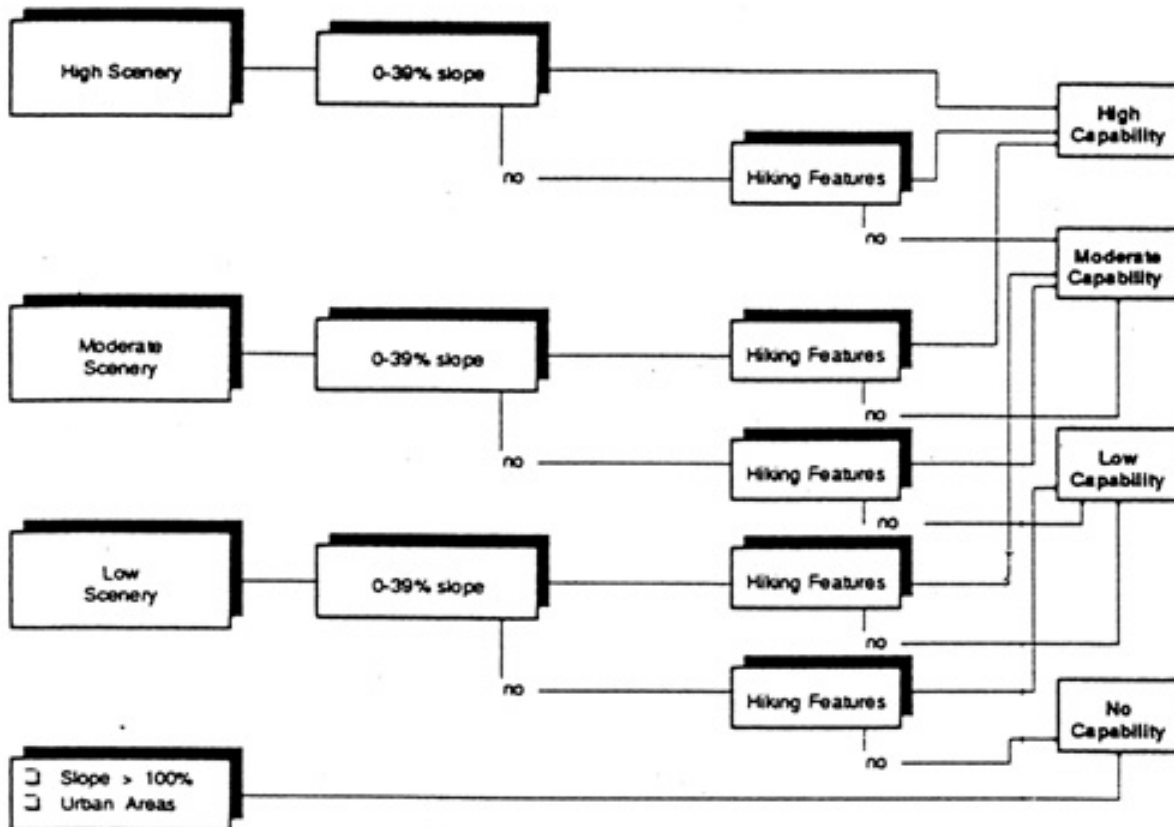 High Scenery
0-39% slope
High
Capability
no
Hiking Features
no
Moderate
Capability
Moderate
Scenery
0-39% slope
Hiking Features
no
no
Hiking Features
Low
Capability
no
Low
Scenery
0-39% slope
Hiking Features
no
no
Hiking Features
No
Capability
no
❑ Slope > 100%
❑ Urban Areas